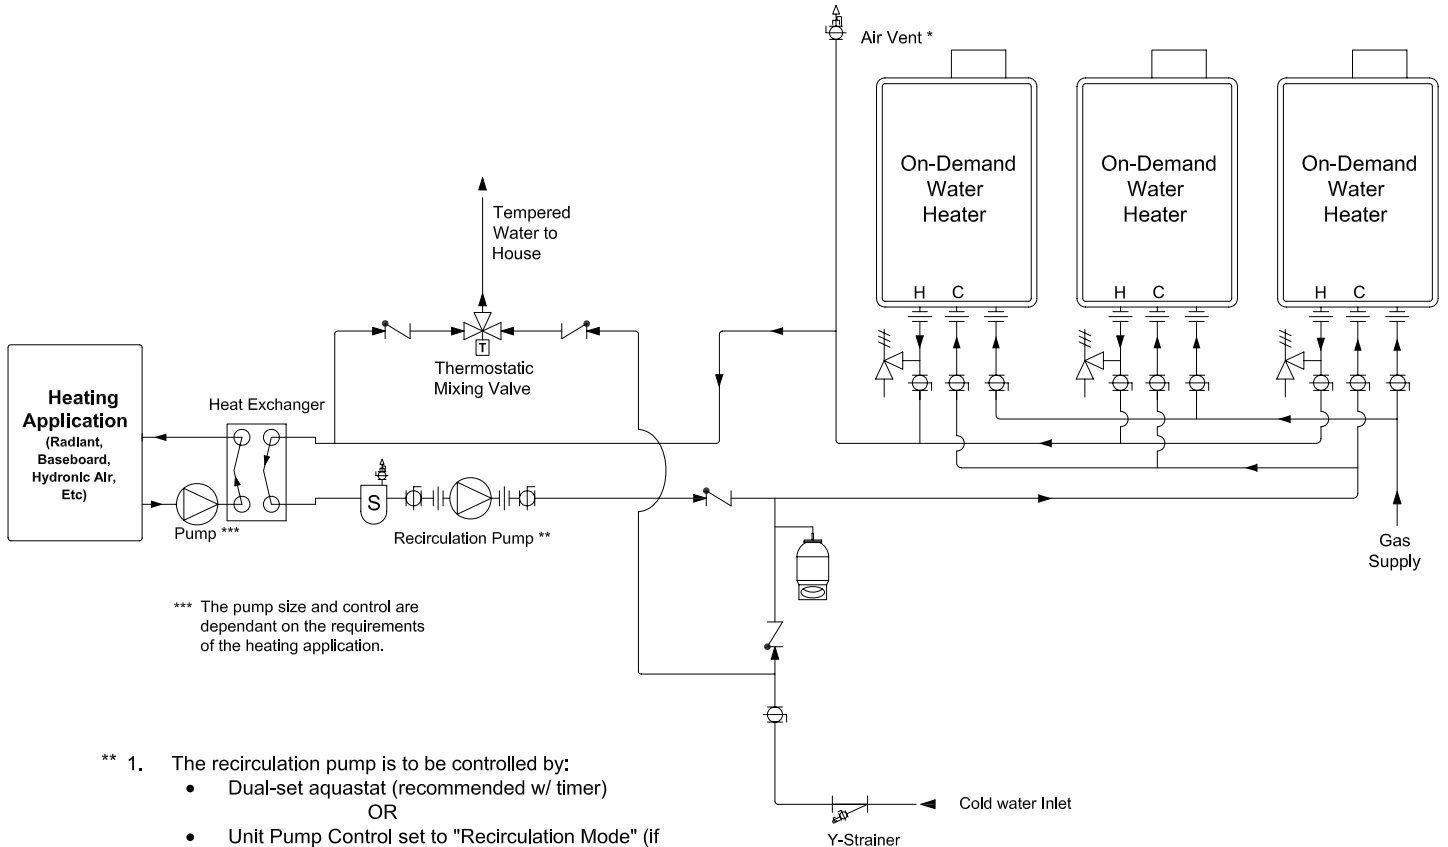 Air Vent *
On-Demand
Water
Heater
On-Demand
Water
Heater
On-Demand
Water
Heater
H C
H C
H C
Tempered
Water to
House
T
Thermostatic
Mixing Valve
Heating
Application
(Radiant,
Baseboard,
Hydronic Air,
Etc)
Heat Exchanger
S
Pump ***
Recirculation Pump **
Gas
Supply
*** The pump size and control are
dependant on the requirements
of the heating application.
** 1. The recirculation pump is to be controlled by:
• Dual-set aquastat (recommended w/ timer)
OR
• Unit Pump Control set to "Recirculation Mode" (if
Cold water Inlet
Y-Strainer